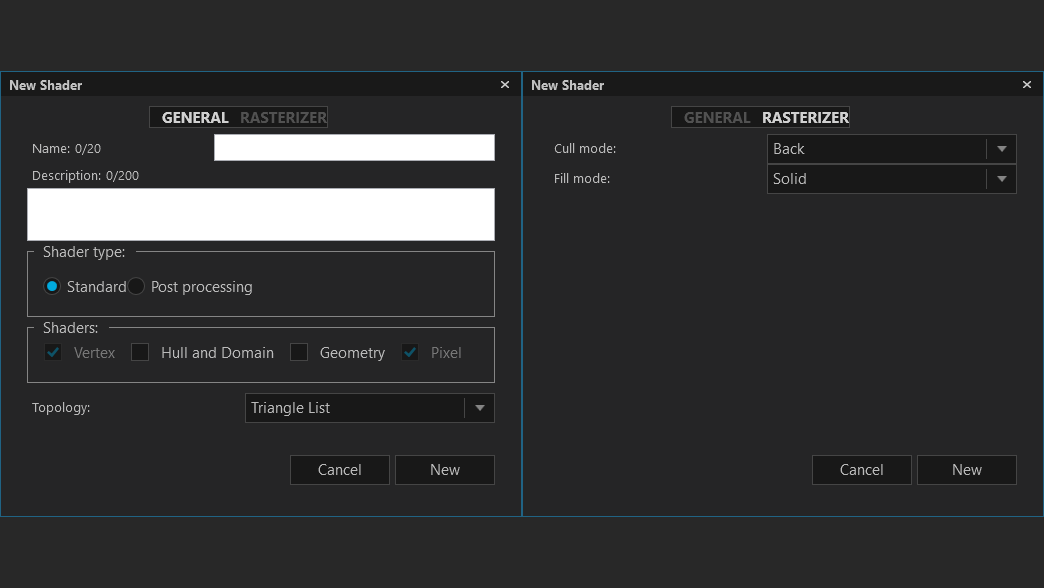 New Shader ×
GENERAL RASTERIZER
Name: 0/20
Description: 0/200
Shader type:
Standard Post processing
Shaders:
Vertex Hull and Domain Geometry Pixel
Topology: Triangle List
Cancel New
New Shader ×
GENERAL RASTERIZER
Cull mode: Back
Fill mode: Solid
Cancel New